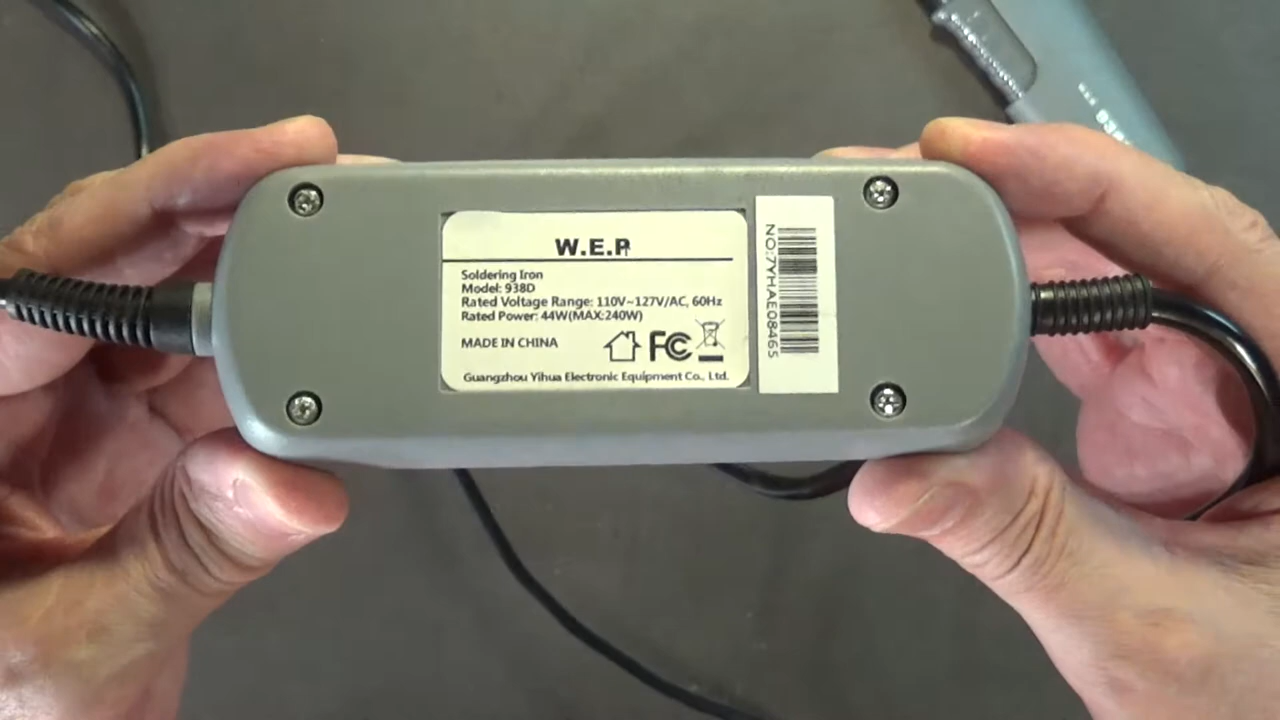 W.E.P
Soldering Iron
Model: 938D
Rated Voltage Range: 110V~127V/AC, 60Hz
Rated Power: 44W(MAX:240W)
MADE IN CHINA
FC
Guangzhou Yihua Electronic Equipment Co., Ltd.
NO:7YHAE08465